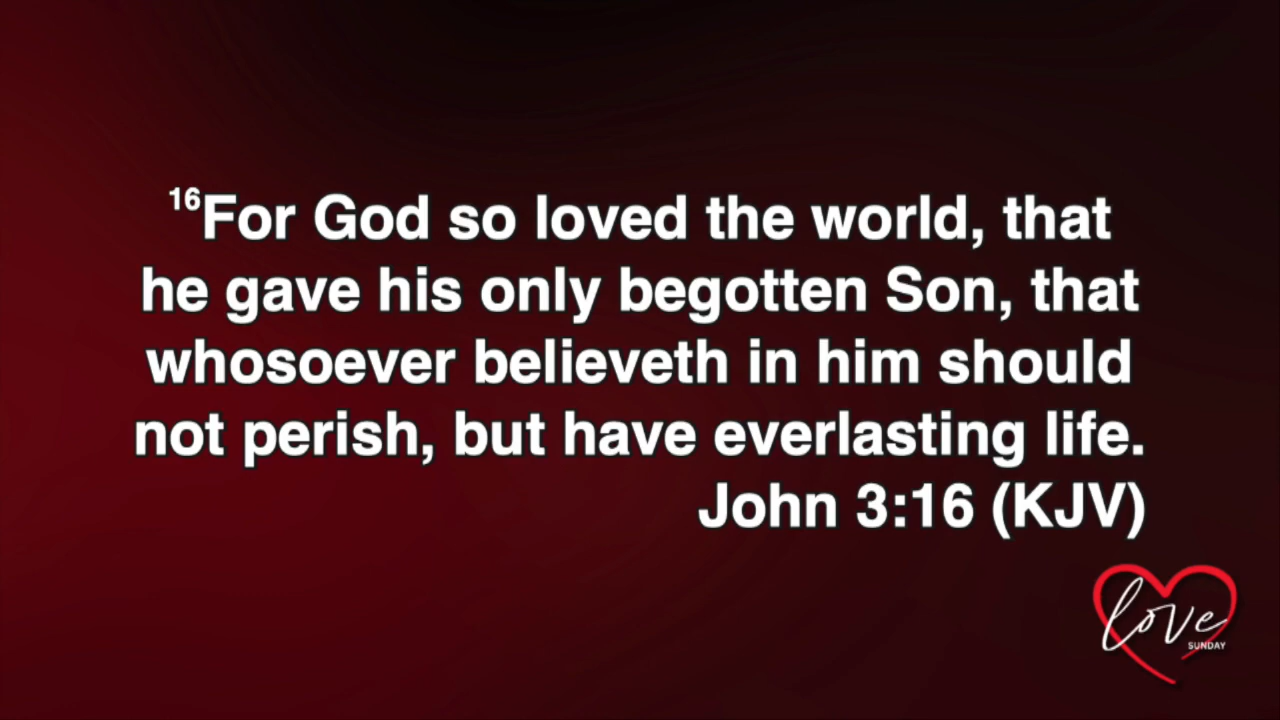 ¹⁶For God so loved the world, that
he gave his only begotten Son, that
whosoever believeth in him should
not perish, but have everlasting life.
John 3:16 (KJV)
love
SUNDAY